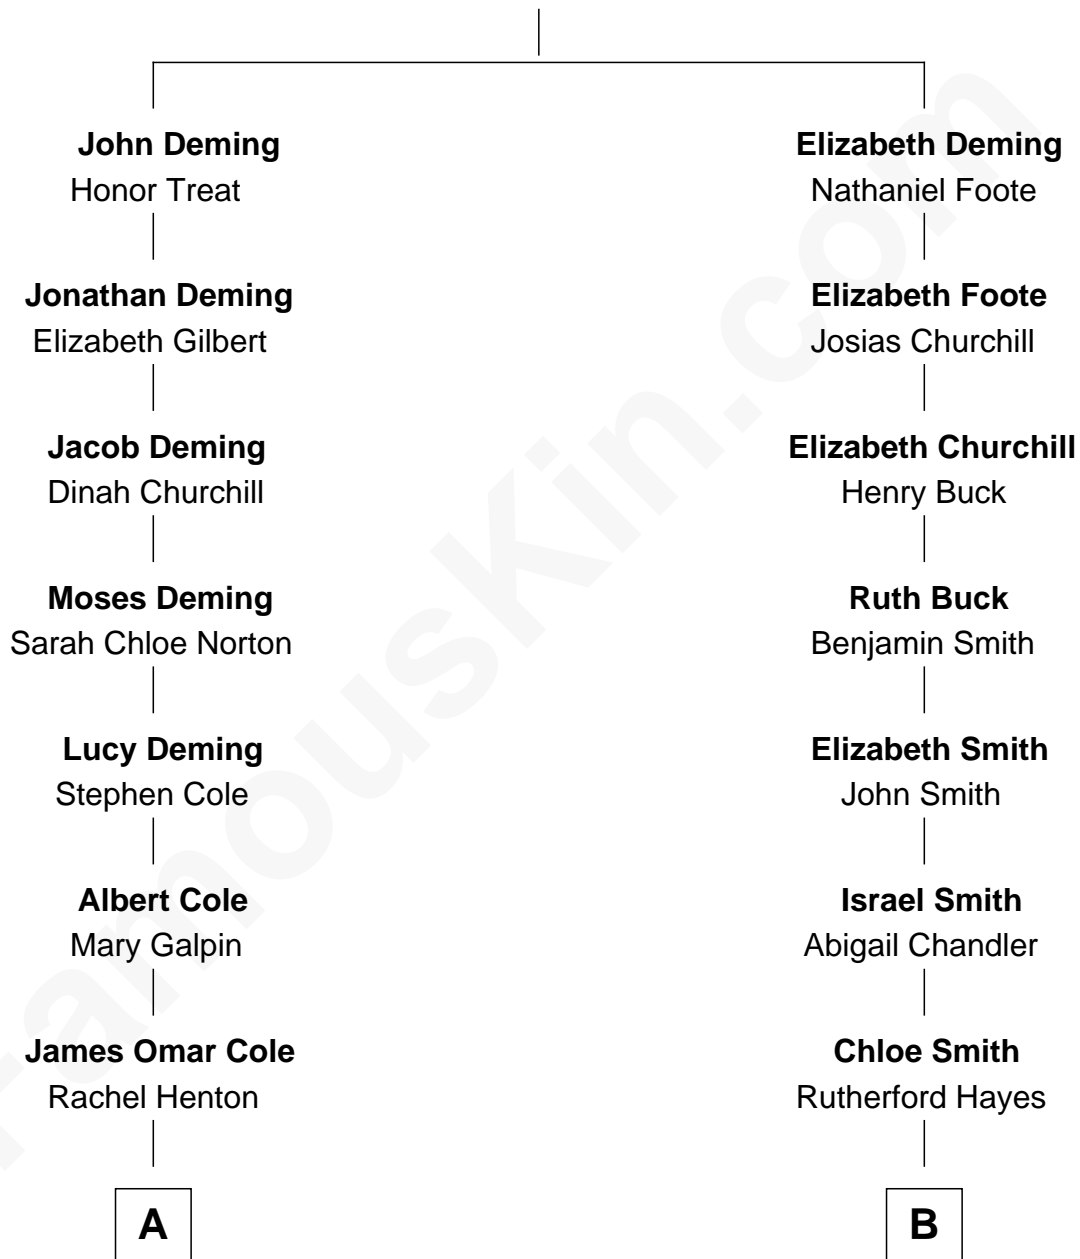 John Deming
Honor Treat
Jonathan Deming
Elizabeth Gilbert
Jacob Deming
Dinah Churchill
Moses Deming
Sarah Chloe Norton
Lucy Deming
Stephen Cole
Albert Cole
Mary Galpin
James Omar Cole
Rachel Henton
A
Elizabeth Deming
Nathaniel Foote
Elizabeth Foote
Josias Churchill
Elizabeth Churchill
Henry Buck
Ruth Buck
Benjamin Smith
Elizabeth Smith
John Smith
Israel Smith
Abigail Chandler
Chloe Smith
Rutherford Hayes
B
FamousKin.com